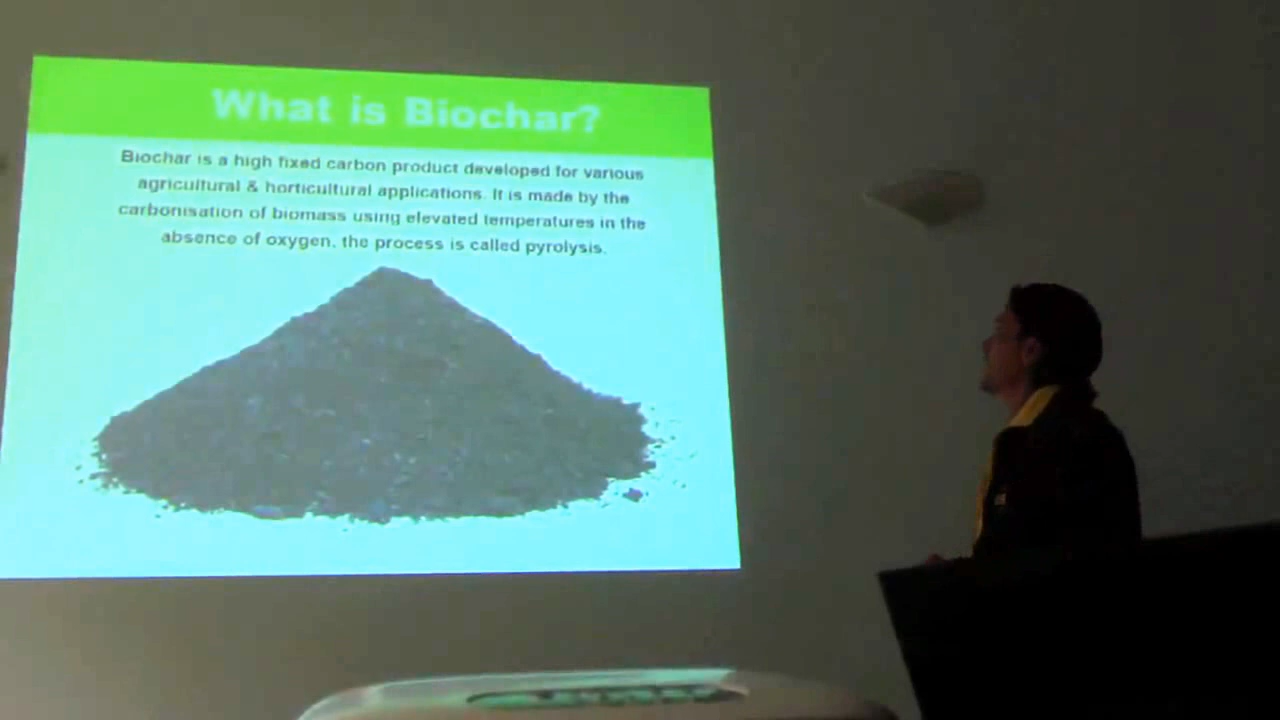 What is Biochar?
Biochar is a high fixed carbon product developed for various
agricultural & horticultural applications. It is made by the
carbonisation of biomass using elevated temperatures in the
absence of oxygen, the process is called pyrolysis.